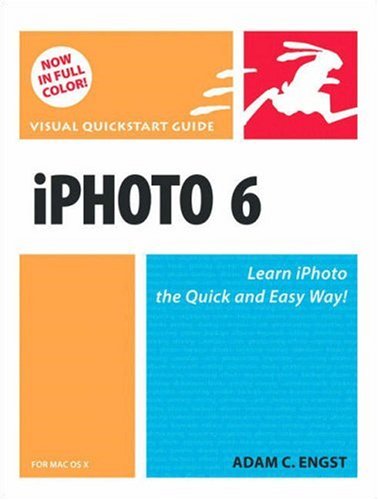 NOW
IN FULL
COLOR!
VISUAL QUICKSTART GUIDE
iPHOTO 6
Learn iPhoto
the Quick and Easy Way!
FOR MAC OS X
ADAM C. ENGST